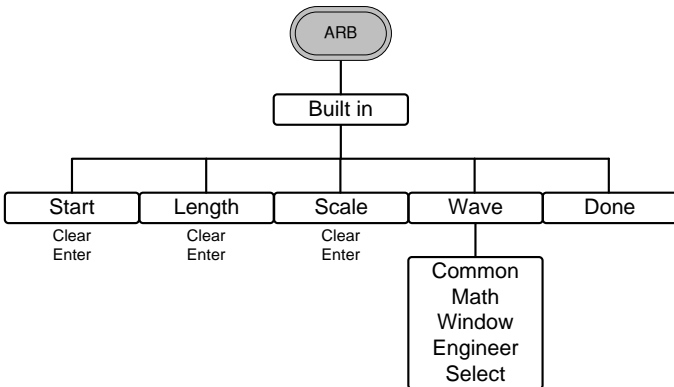 ARB
Built in
Start
Length
Scale
Wave
Done
Clear
Enter
Clear
Enter
Clear
Enter
Common
Math
Window
Engineer
Select